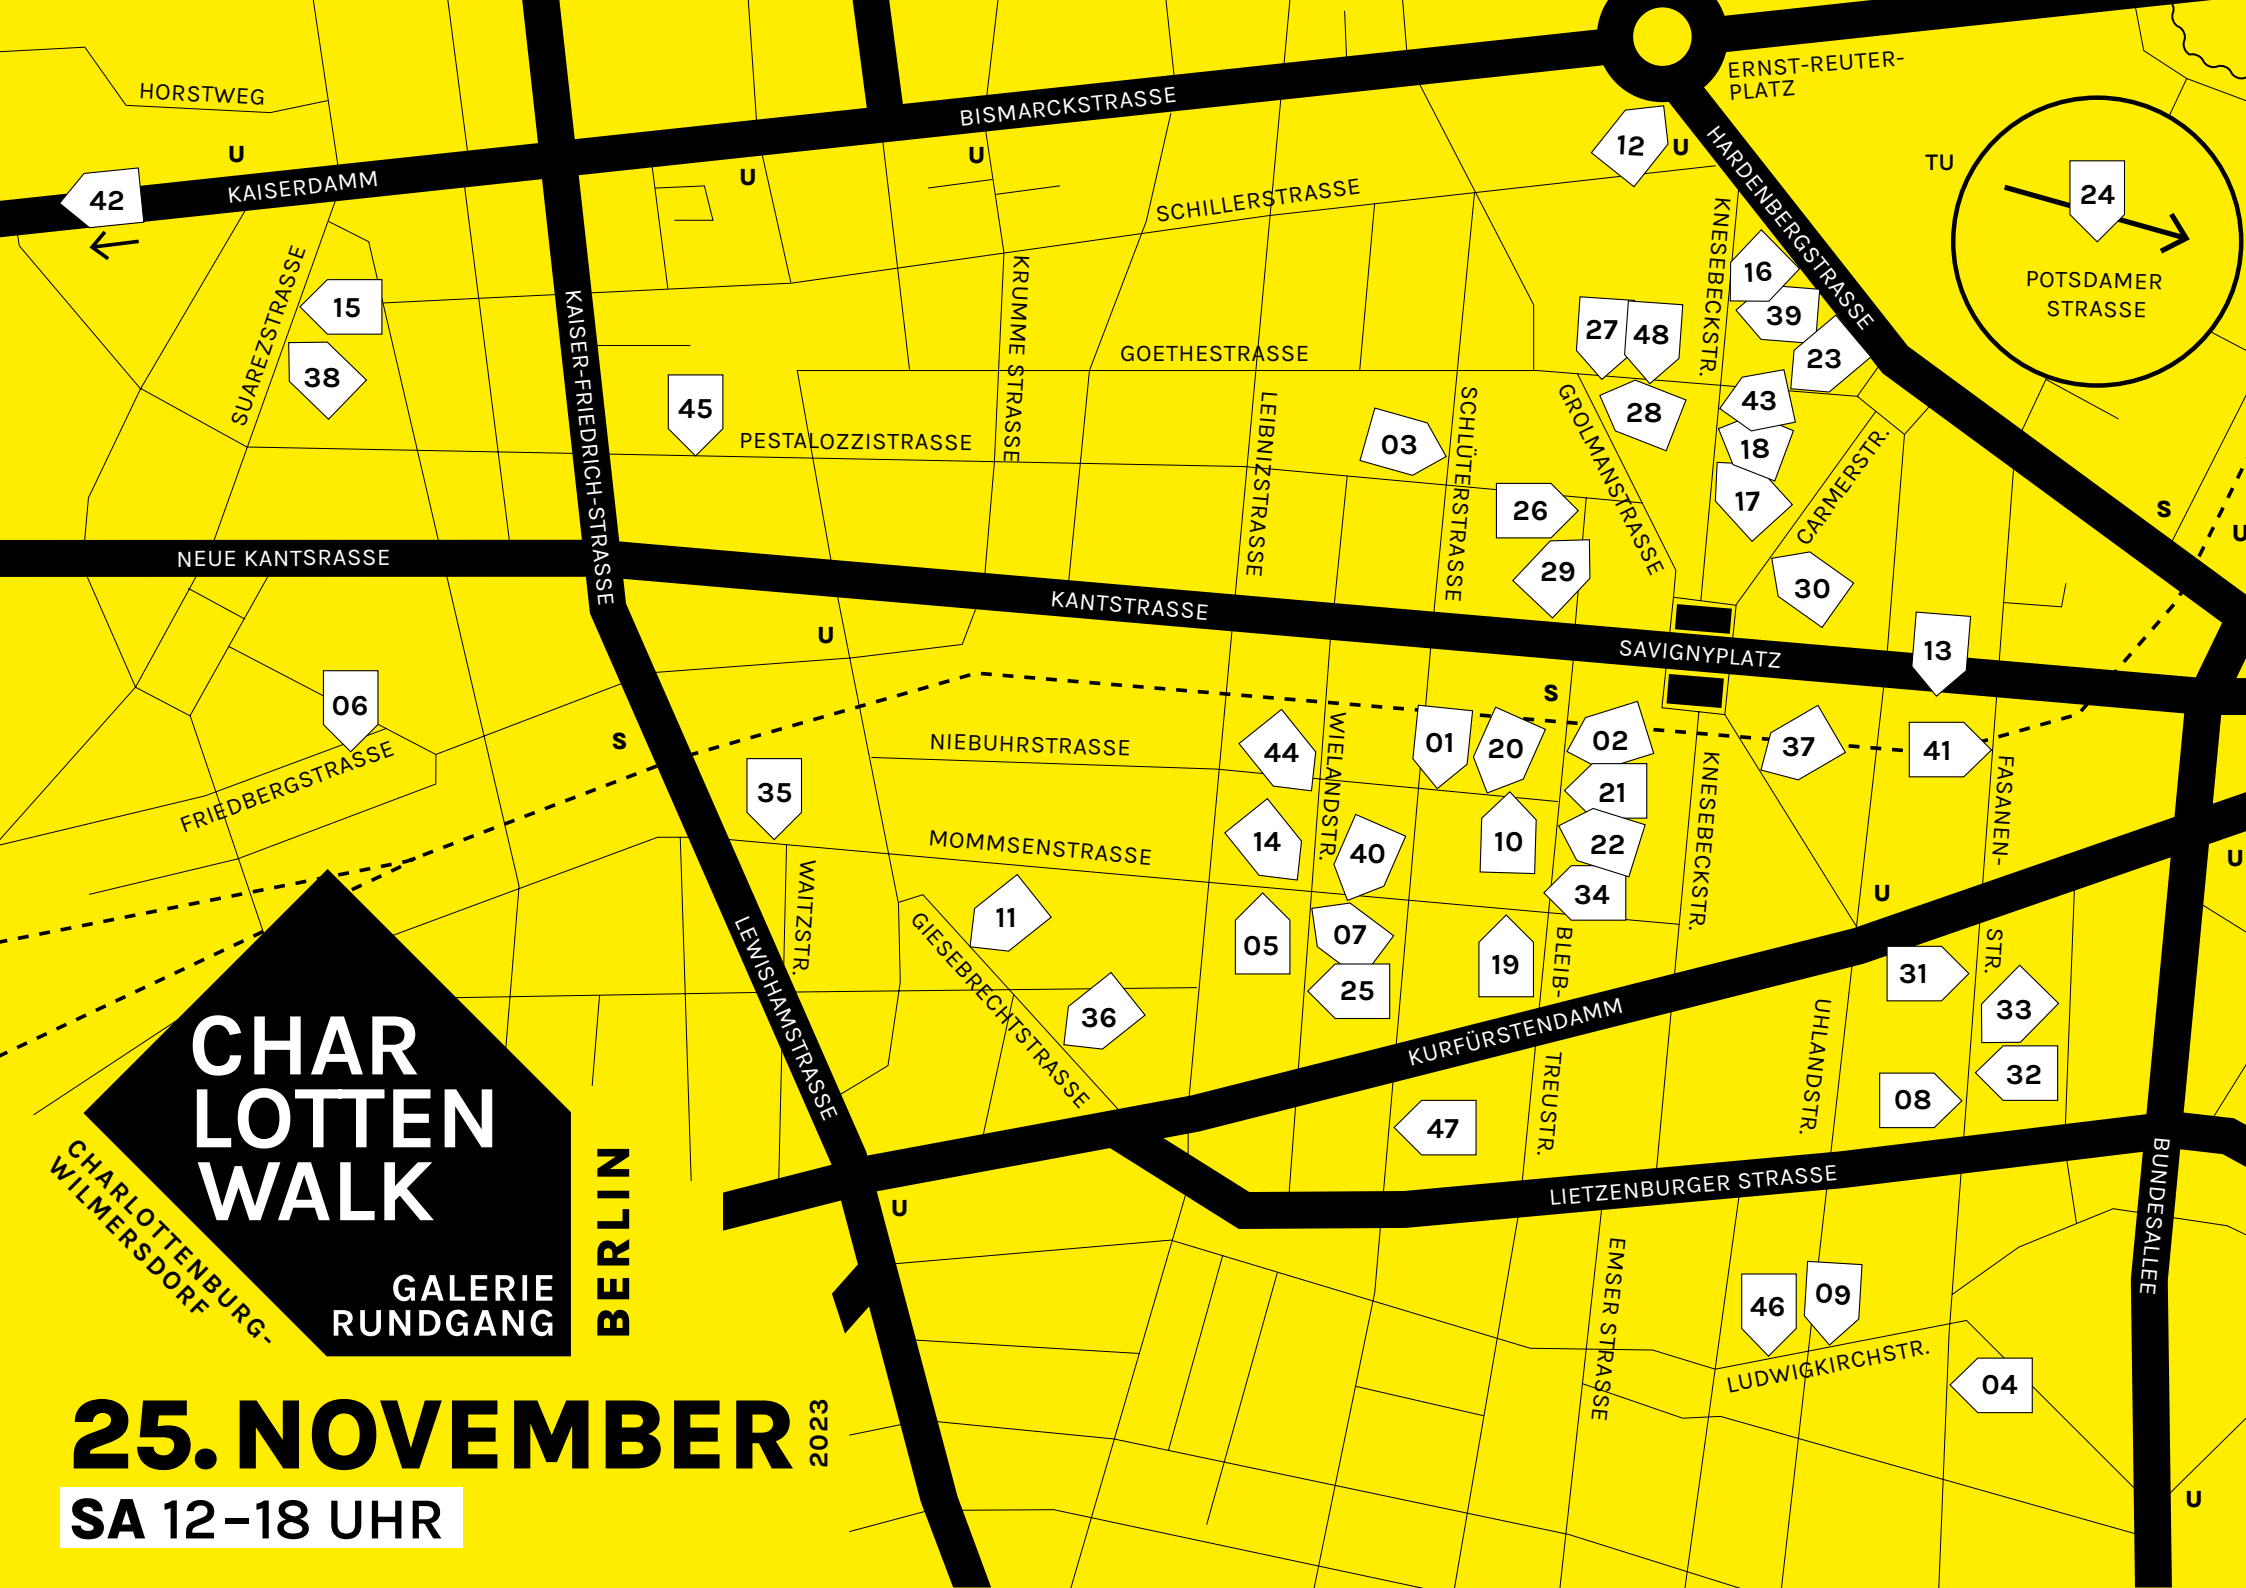 ERNST-REUTER-
PLATZ
HORSTWEG
BISMARCKSTRASSE
U
U
U
12
U
HARDENBERGSTRASSE
TU
24
POTSDAMER
STRASSE
42
KAISERDAMM
SCHILLERSTRASSE
KNESEBECKSTR.
16
39
23
SUAREZSTRASSE
15
38
KAISER-FRIEDRICH-STRASSE
KRUMME STRASSE
GOETHESTRASSE
27
48
28
43
18
17
45
PESTALOZZISTRASSE
LEIBNIZSTRASSE
03
SCHLÜTERSTRASSE
GROLMANSTRASSE
CARMERSTR.
26
29
30
S
U
NEUE KANTSRASSE
KANTSTRASSE
SAVIGNYPLATZ
13
U
06
FRIEDBERGSTRASSE
S
S
NIEBUHRSTRASSE
44
WIELANDSTR.
01
20
02
37
41
35
21
KNESEBECKSTR.
FASANEN-
STR.
MOMMSENSTRASSE
14
40
10
22
34
U
U
WAITZSTR.
LEWISHAMSTRASSE
11
GIESEBRECHTSTRASSE
36
05
07
25
19
BLEIB-
TREUSTR.
31
33
32
08
UHLANDSTR.
KURFÜRSTENDAMM
47
LIETZENBURGER STRASSE
BUNDESALLEE
U
EMSER STRASSE
46
09
LUDWIGKIRCHSTR.
04
U
CHAR
LOTTEN
WALK
GALERIE
RUNDGANG
CHARLOTTENBURG-
WILMERSDORF
BERLIN
25. NOVEMBER
2023
SA 12–18 UHR